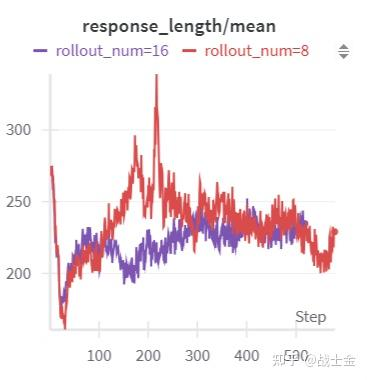 response_length/mean
rollout_num=16 rollout_num=8
300
250
200
Step
100 200 300 400 500
知乎 @战士金